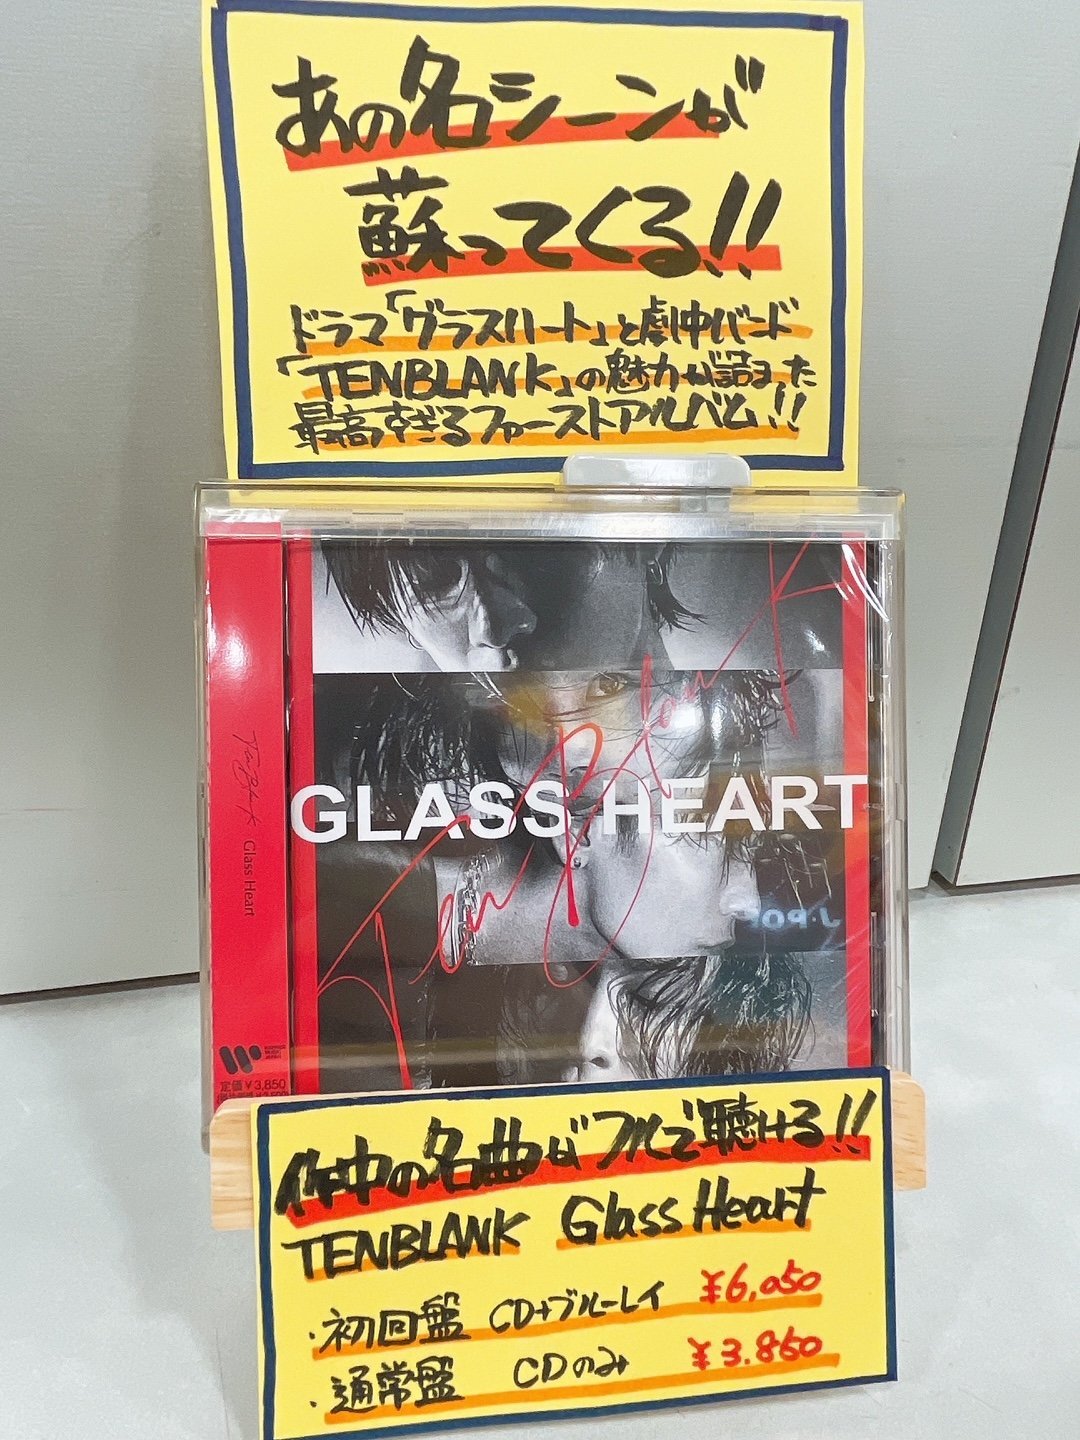 あの名シーンが
蘇ってくる!!
ドラマ「グラスハート」と劇中バンド
「TENBLANK」の魅力が詰まった
最高すぎるファーストアルバム!!
TenBlank
GLASS HEART
TenBlank Glass Heart
定価¥3,850
作中の名曲がフルで聴ける!!
TENBLANK Glass Heart
・初回盤 CD+ブルーレイ ¥6,050
・通常盤 CDのみ ¥3.850